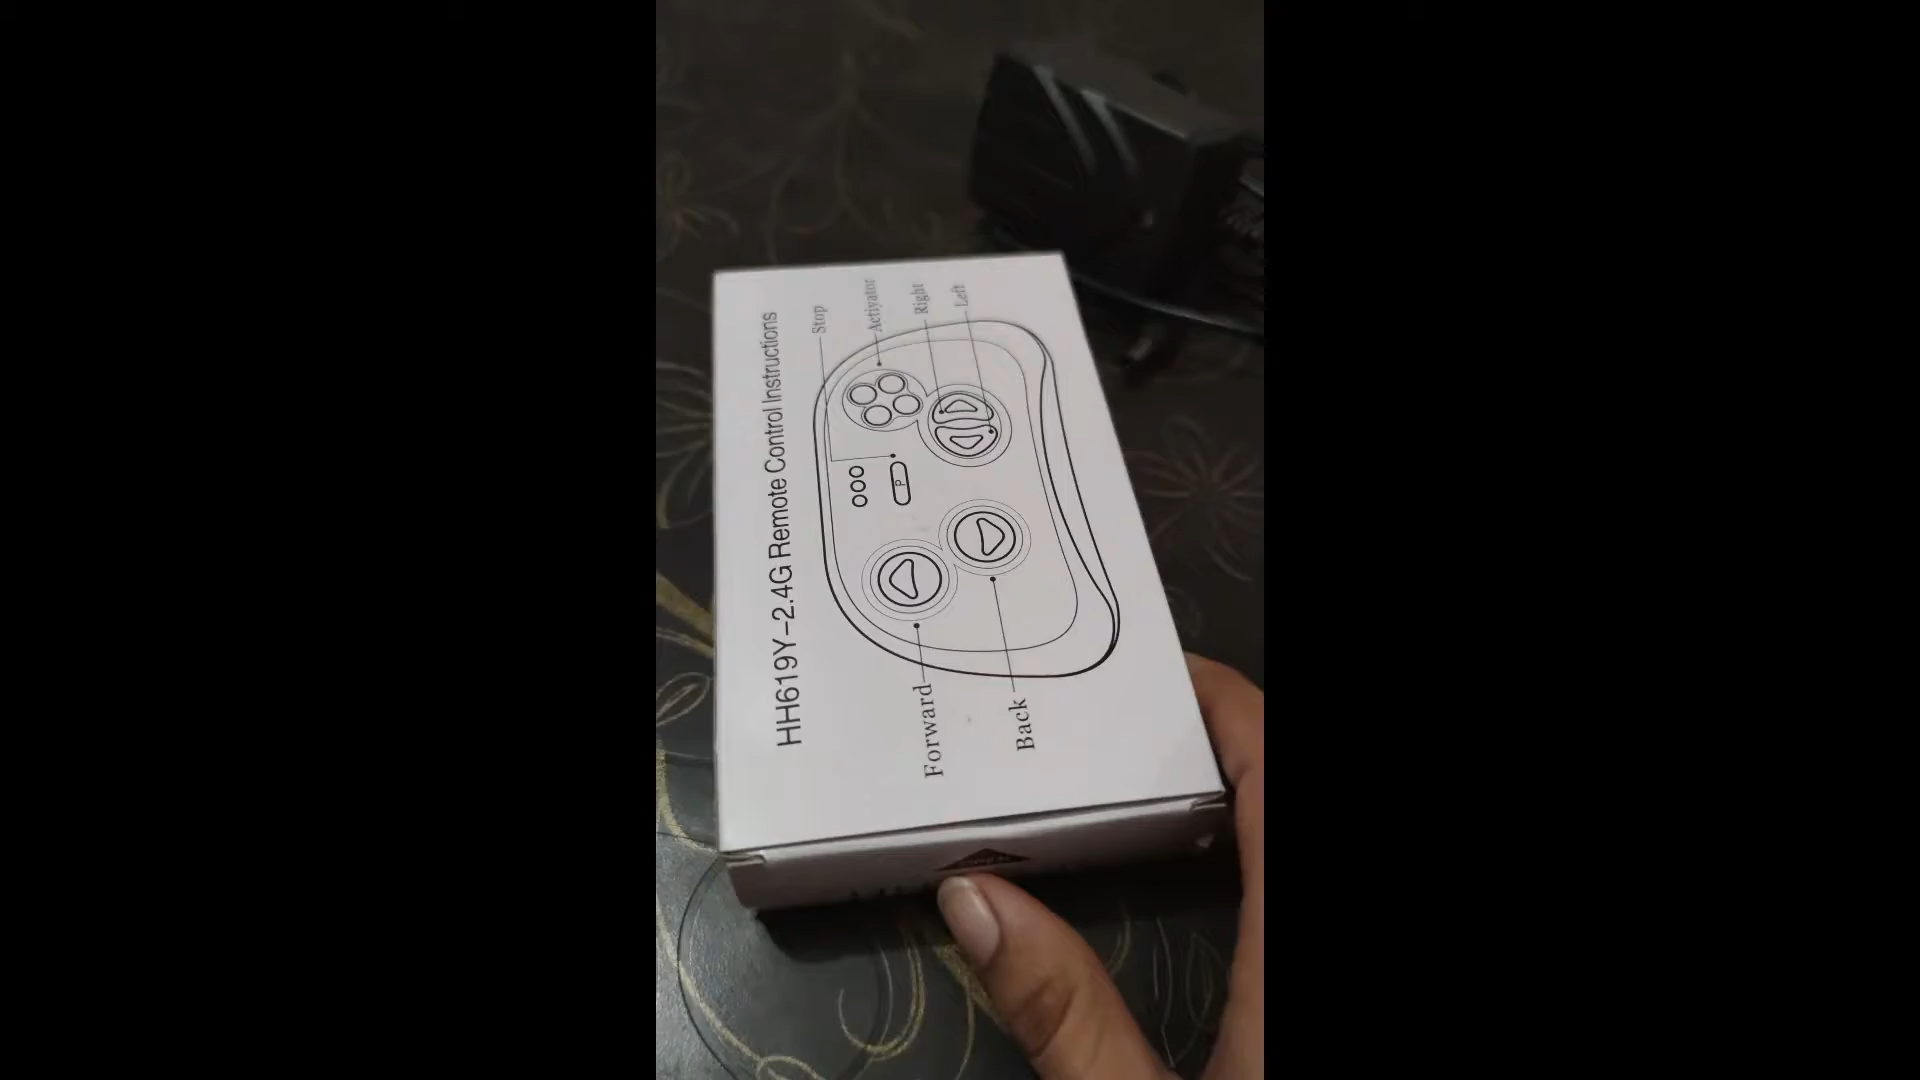 HH619Y-2.4G Remote Control Instructions
Stop
Activator
Right
Left
P
Forward
Back